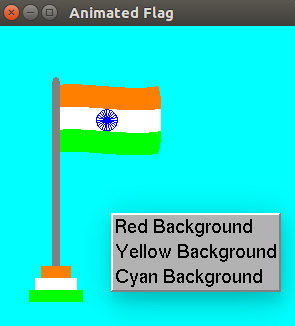 Animated Flag
Red Background
Yellow Background
Cyan Background